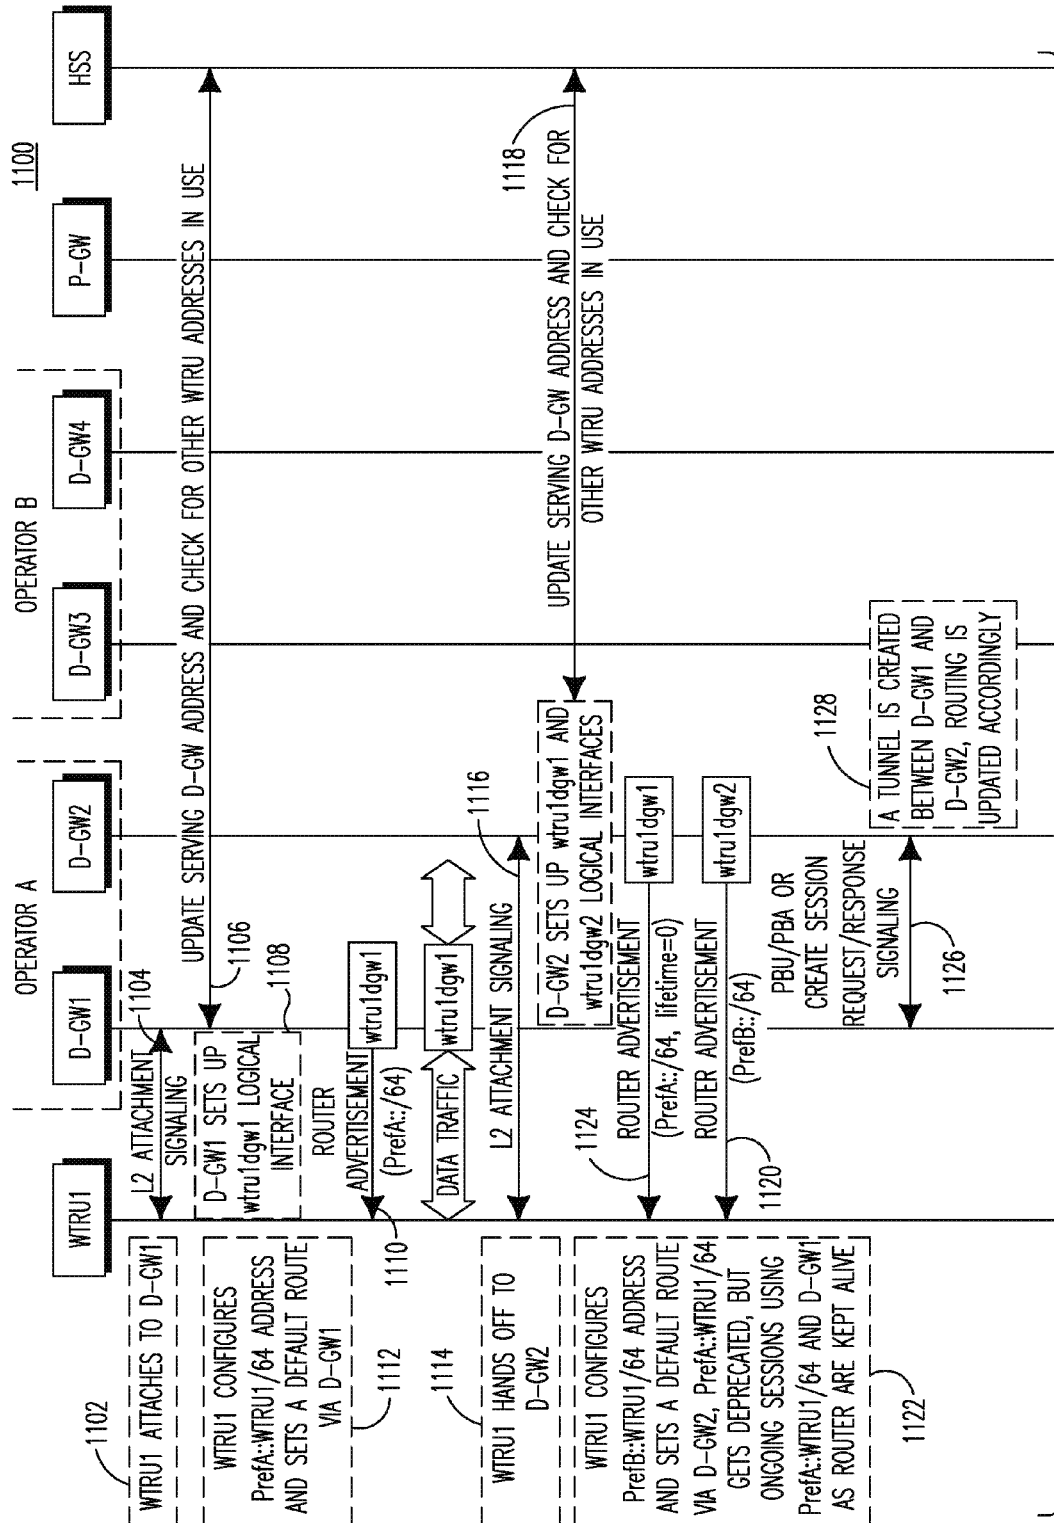 1100
OPERATOR A
OPERATOR B
WTRU1
D-GW1
D-GW2
D-GW3
D-GW4
P-GW
HSS
1102
WTRU1 ATTACHES TO D-GW1
L2 ATTACHMENT
SIGNALING
1104
UPDATE SERVING D-GW ADDRESS AND CHECK FOR OTHER WTRU ADDRESSES IN USE
1106
D-GW1 SETS UP
wtru1dgw1 LOGICAL
INTERFACE
1108
WTRU1 CONFIGURES
PrefA::WTRU1/64 ADDRESS
AND SETS A DEFAULT ROUTE
VIA D-GW1
1112
ROUTER
ADVERTISEMENT
(PrefA::/64)
1110
wtru1dgw1
DATA TRAFFIC
wtru1dgw1
1114
WTRU1 HANDS OFF TO
D-GW2
L2 ATTACHMENT SIGNALING
1116
D-GW2 SETS UP wtru1dgw1 AND
wtru1dgw2 LOGICAL INTERFACES
UPDATE SERVING D-GW ADDRESS AND CHECK FOR
OTHER WTRU ADDRESSES IN USE
1118
WTRU1 CONFIGURES
PrefB::WTRU1/64 ADDRESS
AND SETS A DEFAULT ROUTE
VIA D-GW2, PrefA::WTRU1/64
GETS DEPRECATED, BUT
ONGOING SESSIONS USING
PrefA::WTRU1/64 AND D-GW1
AS ROUTER ARE KEPT ALIVE
1122
1124
ROUTER ADVERTISEMENT
(PrefA::/64, lifetime=0)
wtru1dgw1
ROUTER ADVERTISEMENT
(PrefB::/64)
wtru1dgw2
1120
PBU/PBA OR
CREATE SESSION
REQUEST/RESPONSE
SIGNALING
1126
1128
A TUNNEL IS CREATED
BETWEEN D-GW1 AND
D-GW2, ROUTING IS
UPDATED ACCORDINGLY